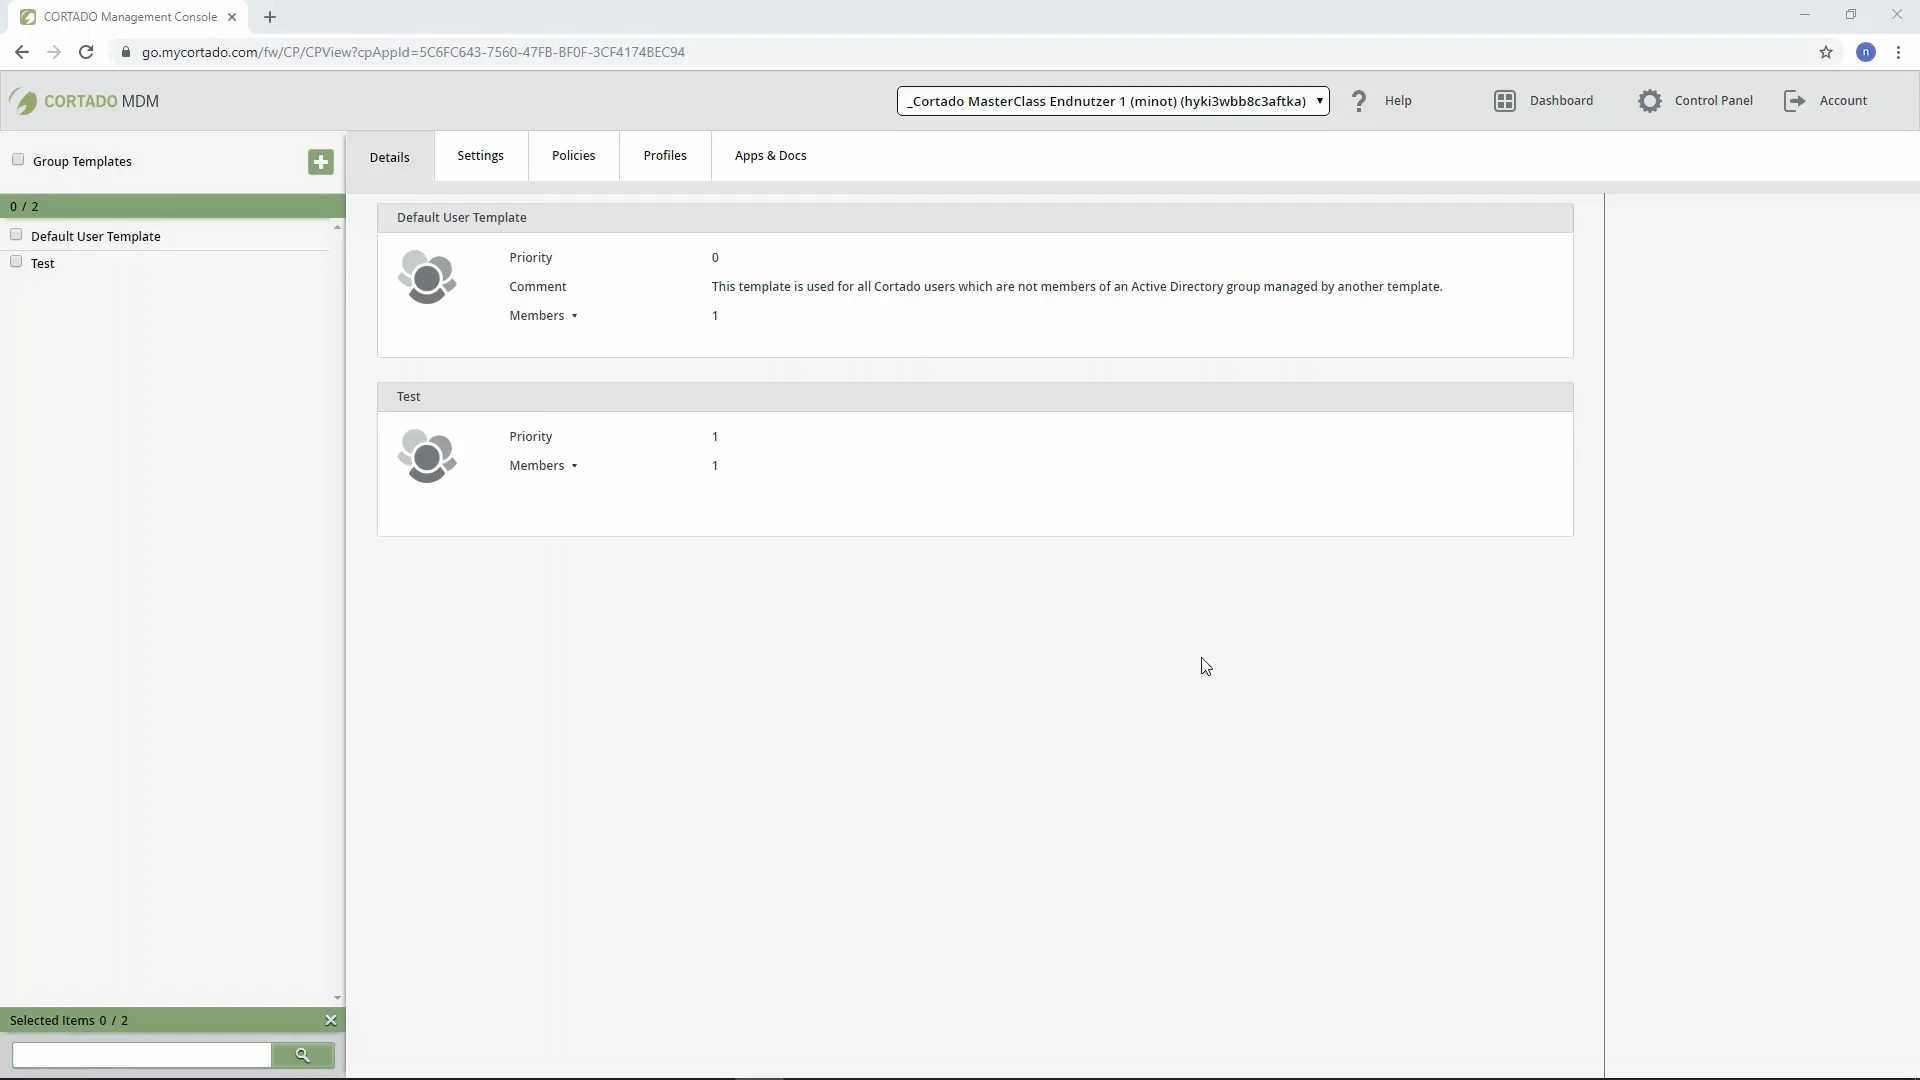 CORTADO Management Console
go.mycortado.com/fw/CP/CPView?cpAppId=5C6FC643-7560-47FB-BF0F-3CF4174BEC94
n
CORTADO MDM
_Cortado MasterClass Endnutzer 1 (minot) (hyki3wbb8c3aftka)
? Help
Dashboard
Control Panel
Account
Group Templates
Details
Settings
Policies
Profiles
Apps & Docs
0 / 2
Default User Template
Test
Default User Template
Priority 0
Comment This template is used for all Cortado users which are not members of an Active Directory group managed by another template.
Members 1
Test
Priority 1
Members 1
Selected Items 0 / 2